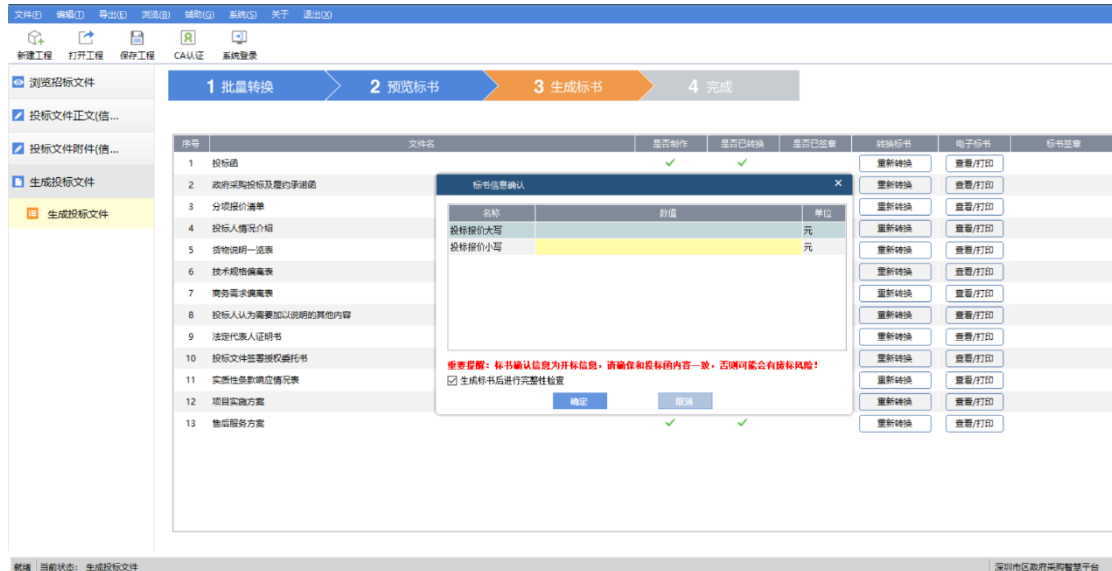 文件(F) 编辑(T) 导出(E) 浏览(B) 辅助(G) 系统(S) 关于 退出(X)
新建工程 打开工程 保存工程 CA认证 系统登录
浏览招标文件
投标文件正文(信...
投标文件附件(信...
生成投标文件
生成投标文件
1 批量转换 2 预览标书 3 生成标书 4 完成
序号 文件名 是否制作 是否已转换 是否已签章 转换标书 电子标书 标书签章
1 投标函 重新转换 查看/打印
2 政府采购投标及履约承诺函 重新转换 查看/打印
3 分项报价清单 重新转换 查看/打印
4 投标人情况介绍 重新转换 查看/打印
5 货物说明一览表 重新转换 查看/打印
6 技术规格偏离表 重新转换 查看/打印
7 商务需求偏离表 重新转换 查看/打印
8 投标人认为需要加以说明的其他内容 重新转换 查看/打印
9 法定代表人证明书 重新转换 查看/打印
10 投标文件签署授权委托书 重新转换 查看/打印
11 实质性条款响应情况表 重新转换 查看/打印
12 项目实施方案 重新转换 查看/打印
13 售后服务方案 重新转换 查看/打印
标书信息确认 ×
名称 数值 单位
投标报价大写 元
投标报价小写 元
重要提醒：标书确认信息为开标信息，请确保和投标函内容一致，否则可能会有废标风险！
生成标书后进行完整性检查
确定 取消
就绪 当前状态： 生成投标文件 深圳市区政府采购智慧平台